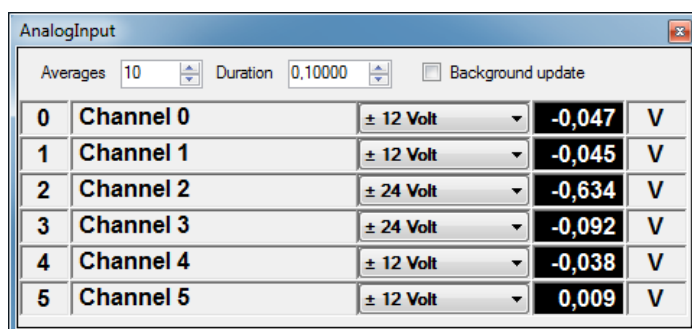 AnalogInput
Averages 10 Duration 0,10000 Background update
0 Channel 0 ± 12 Volt -0,047 V
1 Channel 1 ± 12 Volt -0,045 V
2 Channel 2 ± 24 Volt -0,634 V
3 Channel 3 ± 24 Volt -0,092 V
4 Channel 4 ± 12 Volt -0,038 V
5 Channel 5 ± 12 Volt 0,009 V